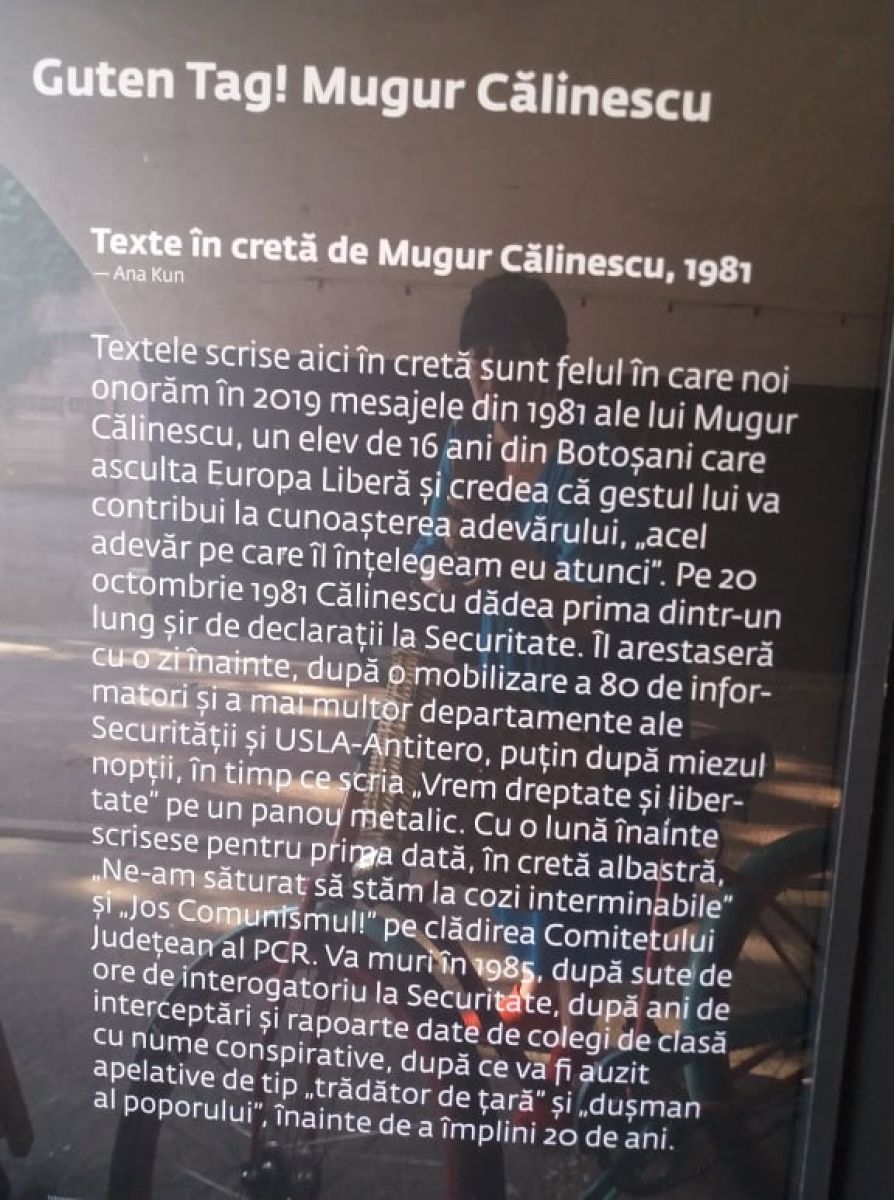 Guten Tag! Mugur Călinescu
Texte în cretă de Mugur Călinescu, 1981
— Ana Kun
Textele scrise aici în cretă sunt felul în care noi
onorăm în 2019 mesajele din 1981 ale lui Mugur
Călinescu, un elev de 16 ani din Botoșani care
asculta Europa Liberă și credea că gestul lui va
contribui la cunoașterea adevărului, „acel
adevăr pe care îl înțelegeam eu atunci”. Pe 20
octombrie 1981 Călinescu dădea prima dintr-un
lung șir de declarații la Securitate. Îl arestaseră
cu o zi înainte, după o mobilizare a 80 de infor-
matori și a mai multor departamente ale
Securității și USLA-Antitero, puțin după miezul
nopții, în timp ce scria „Vrem dreptate și liber-
tate” pe un panou metalic. Cu o lună înainte
scrisese pentru prima dată, în cretă albastră,
„Ne-am săturat să stăm la cozi interminabile”
și „Jos Comunismul!” pe clădirea Comitetului
Județean al PCR. Va muri în 1985, după sute de
ore de interogatoriu la Securitate, după ani de
interceptări și rapoarte date de colegi de clasă
cu nume conspirative, după ce va fi auzit
apelative de tip „trădător de țară” și „dușman
al poporului”, înainte de a împlini 20 de ani.